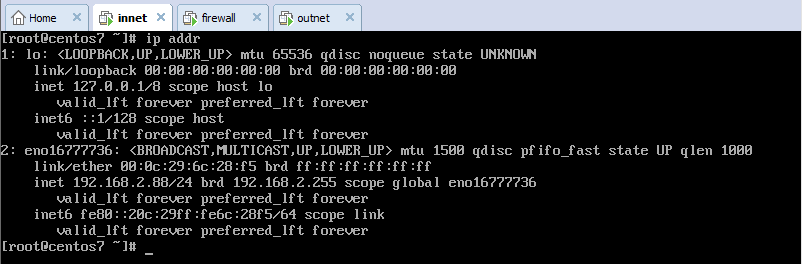 Home innet firewall outnet
[root@centos7 ~]# ip addr
1: lo: <LOOPBACK,UP,LOWER_UP> mtu 65536 qdisc noqueue state UNKNOWN
    link/loopback 00:00:00:00:00:00 brd 00:00:00:00:00:00
    inet 127.0.0.1/8 scope host lo
       valid_lft forever preferred_lft forever
    inet6 ::1/128 scope host
       valid_lft forever preferred_lft forever
2: eno16777736: <BROADCAST,MULTICAST,UP,LOWER_UP> mtu 1500 qdisc pfifo_fast state UP qlen 1000
    link/ether 00:0c:29:6c:28:f5 brd ff:ff:ff:ff:ff:ff
    inet 192.168.2.88/24 brd 192.168.2.255 scope global eno16777736
       valid_lft forever preferred_lft forever
    inet6 fe80::20c:29ff:fe6c:28f5/64 scope link
       valid_lft forever preferred_lft forever
[root@centos7 ~]# _